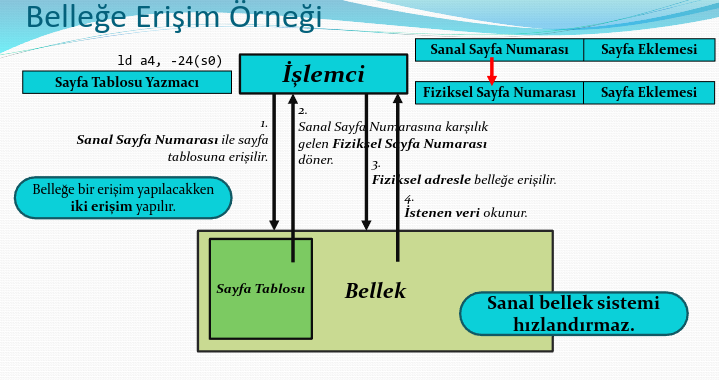 Belleğe Erişim Örneği
ld a4, -24(s0)
Sayfa Tablosu Yazmacı
İşlemci
Sanal Sayfa Numarası
Sayfa Eklemesi
Fiziksel Sayfa Numarası
Sayfa Eklemesi
1.
Sanal Sayfa Numarası ile sayfa
tablosuna erişilir.
2.
Sanal Sayfa Numarasına karşılık
gelen Fiziksel Sayfa Numarası
döner.
3.
Fiziksel adresle belleğe erişilir.
4.
İstenen veri okunur.
Belleğe bir erişim yapılacakken
iki erişim yapılır.
Sayfa Tablosu
Bellek
Sanal bellek sistemi
hızlandırmaz.